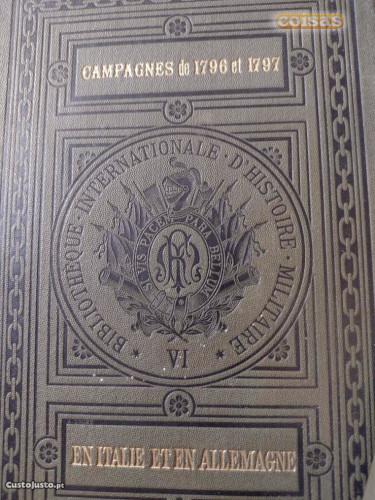 coisas
CAMPAGNES de 1796 et 1797
BIBLIOTHÈQUE · INTERNATIONALE · D'HISTOIRE · MILITAIRE
SI VIS PACEM PARA BELLUM
VI
EN ITALIE ET EN ALLEMAGNE
CustoJusto.pt